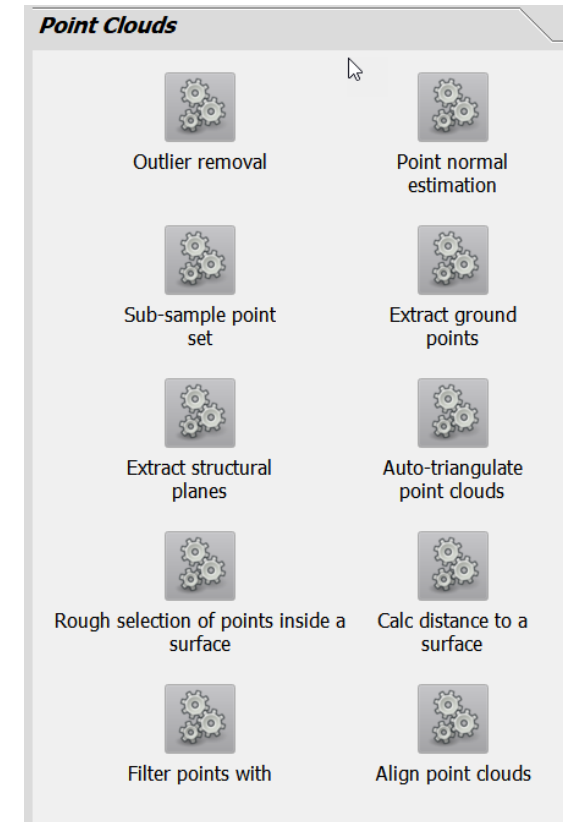 Point Clouds
Outlier removal
Point normal
estimation
Sub-sample point
set
Extract ground
points
Extract structural
planes
Auto-triangulate
point clouds
Rough selection of points inside a
surface
Calc distance to a
surface
Filter points with
Align point clouds